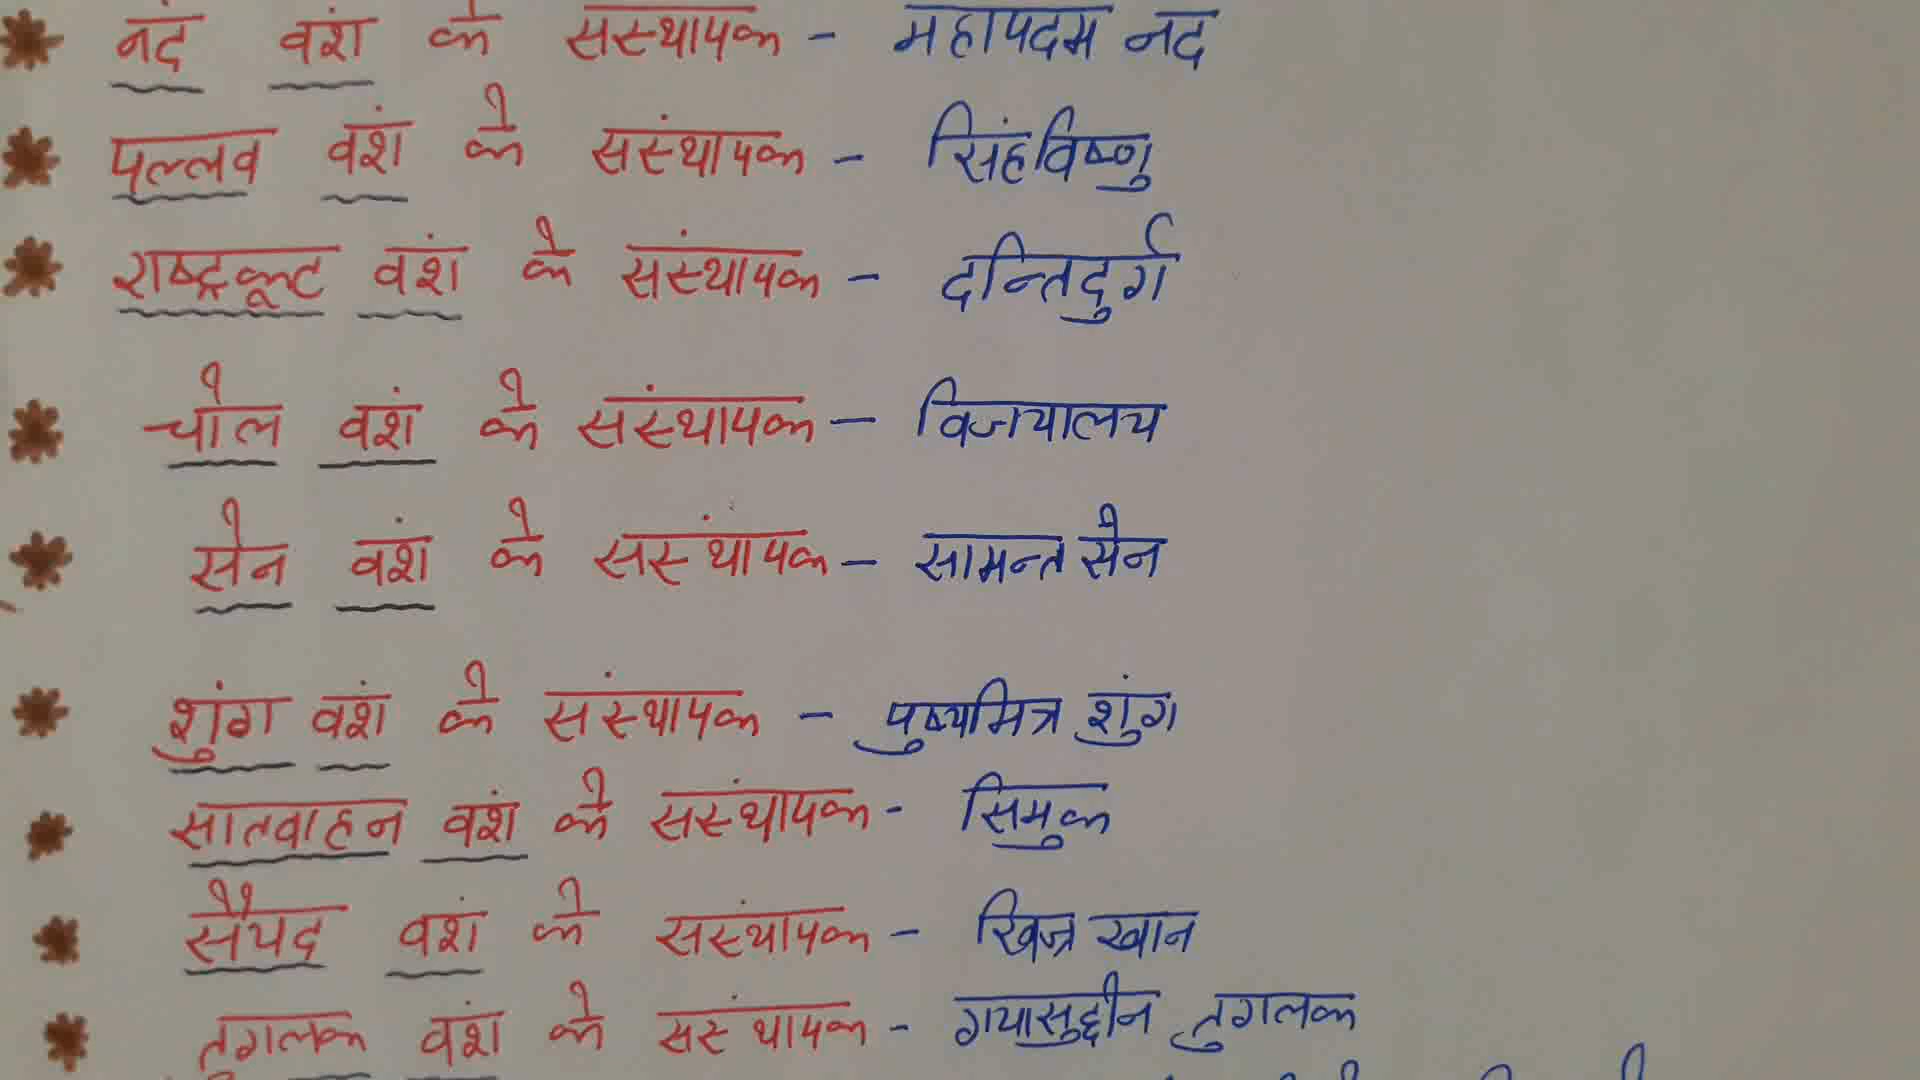 नंद वंश के संस्थापक - महापदम नंद
पल्लव वंश के संस्थापक - सिंहविष्णु
राष्ट्रकूट वंश के संस्थापक - दन्तिदुर्ग
चोल वंश के संस्थापक - विजयालय
सेन वंश के संस्थापक - सामन्त सेन
शुंग वंश के संस्थापक - पुष्यमित्र शुंग
सातवाहन वंश के संस्थापक - सिमुक
सैयद वंश के संस्थापक - खिज्र खान
तुगलक वंश के संस्थापक - गयासुद्दीन तुगलक